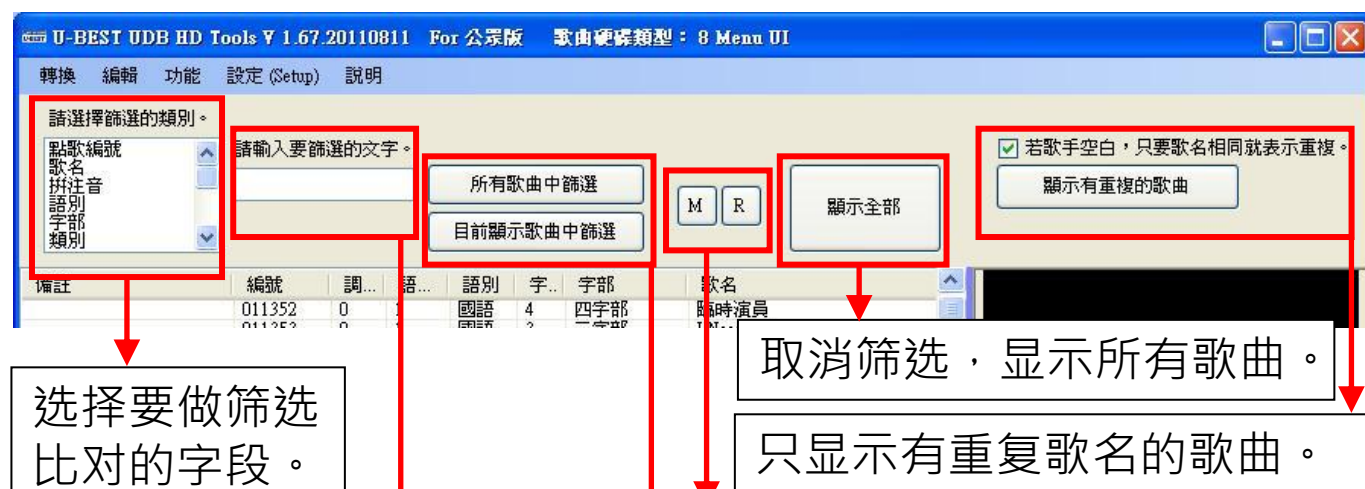 U-BEST UDB HD Tools V 1.67.20110811 For 公眾版 歌曲硬碟類型： 8 Menu UI
轉換 編輯 功能 設定 (Setup) 說明
請選擇篩選的類別。
點歌編號
歌名
拼注音
語別
字部
類別
請輸入要篩選的文字。
所有歌曲中篩選
目前顯示歌曲中篩選
M R
顯示全部
若歌手空白，只要歌名相同就表示重複。
顯示有重複的歌曲
備註 編號 調... 語... 語別 字.. 字部 歌名
011352 0 國語 4 四字部 臨時演員
取消筛选，显示所有歌曲。
选择要做筛选
比对的字段。
只显示有重复歌名的歌曲。